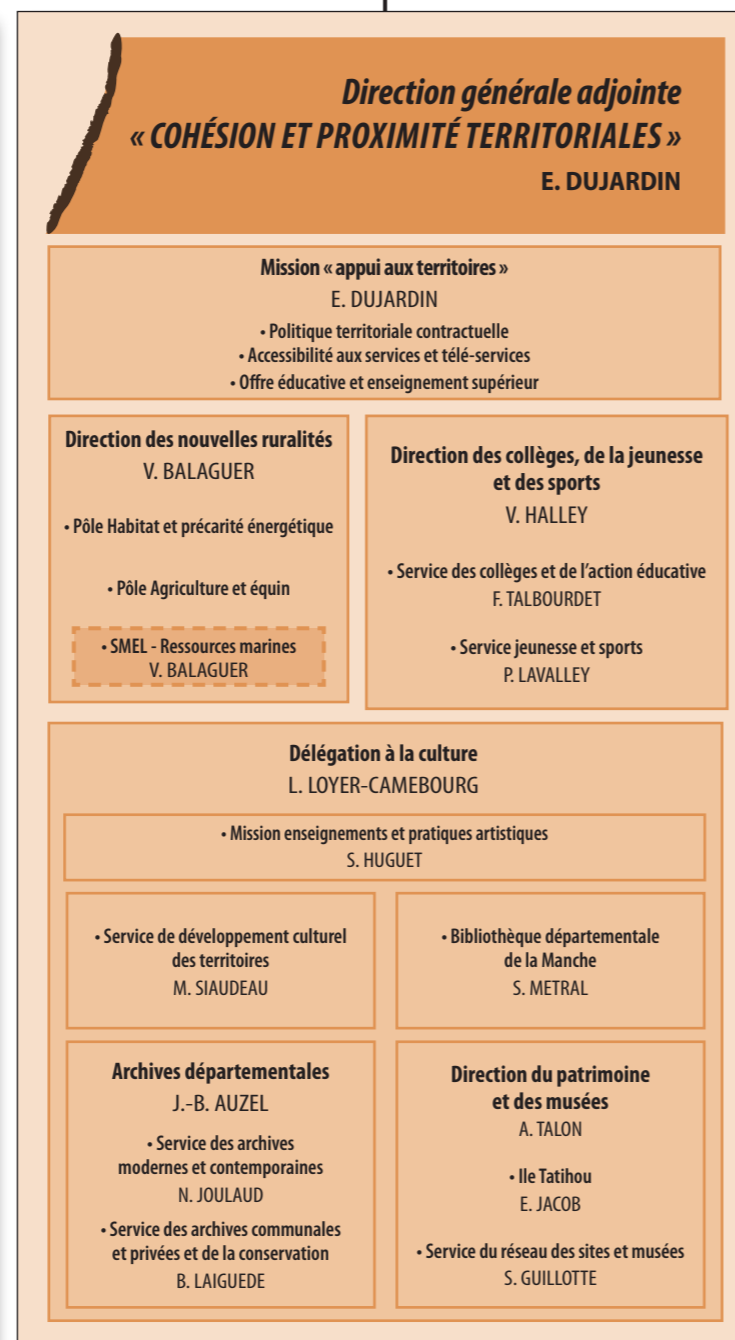 Direction générale adjointe
« COHÉSION ET PROXIMITÉ TERRITORIALES »
E. DUJARDIN
Mission « appui aux territoires »
E. DUJARDIN
• Politique territoriale contractuelle
• Accessibilité aux services et télé-services
• Offre éducative et enseignement supérieur
Direction des nouvelles ruralités
V. BALAGUER
• Pôle Habitat et précarité énergétique
• Pôle Agriculture et équin
• SMEL - Ressources marines
V. BALAGUER
Direction des collèges, de la jeunesse
et des sports
V. HALLEY
• Service des collèges et de l’action éducative
F. TALBOURDET
• Service jeunesse et sports
P. LAVALLEY
Délégation à la culture
L. LOYER-CAMEBOURG
• Mission enseignements et pratiques artistiques
S. HUGUET
• Service de développement culturel
des territoires
M. SIAUDEAU
• Bibliothèque départementale
de la Manche
S. METRAL
Archives départementales
J.-B. AUZEL
• Service des archives
modernes et contemporaines
N. JOULAUD
• Service des archives communales
et privées et de la conservation
B. LAIGUEDE
Direction du patrimoine
et des musées
A. TALON
• Ile Tatihou
E. JACOB
• Service du réseau des sites et musées
S. GUILLOTTE